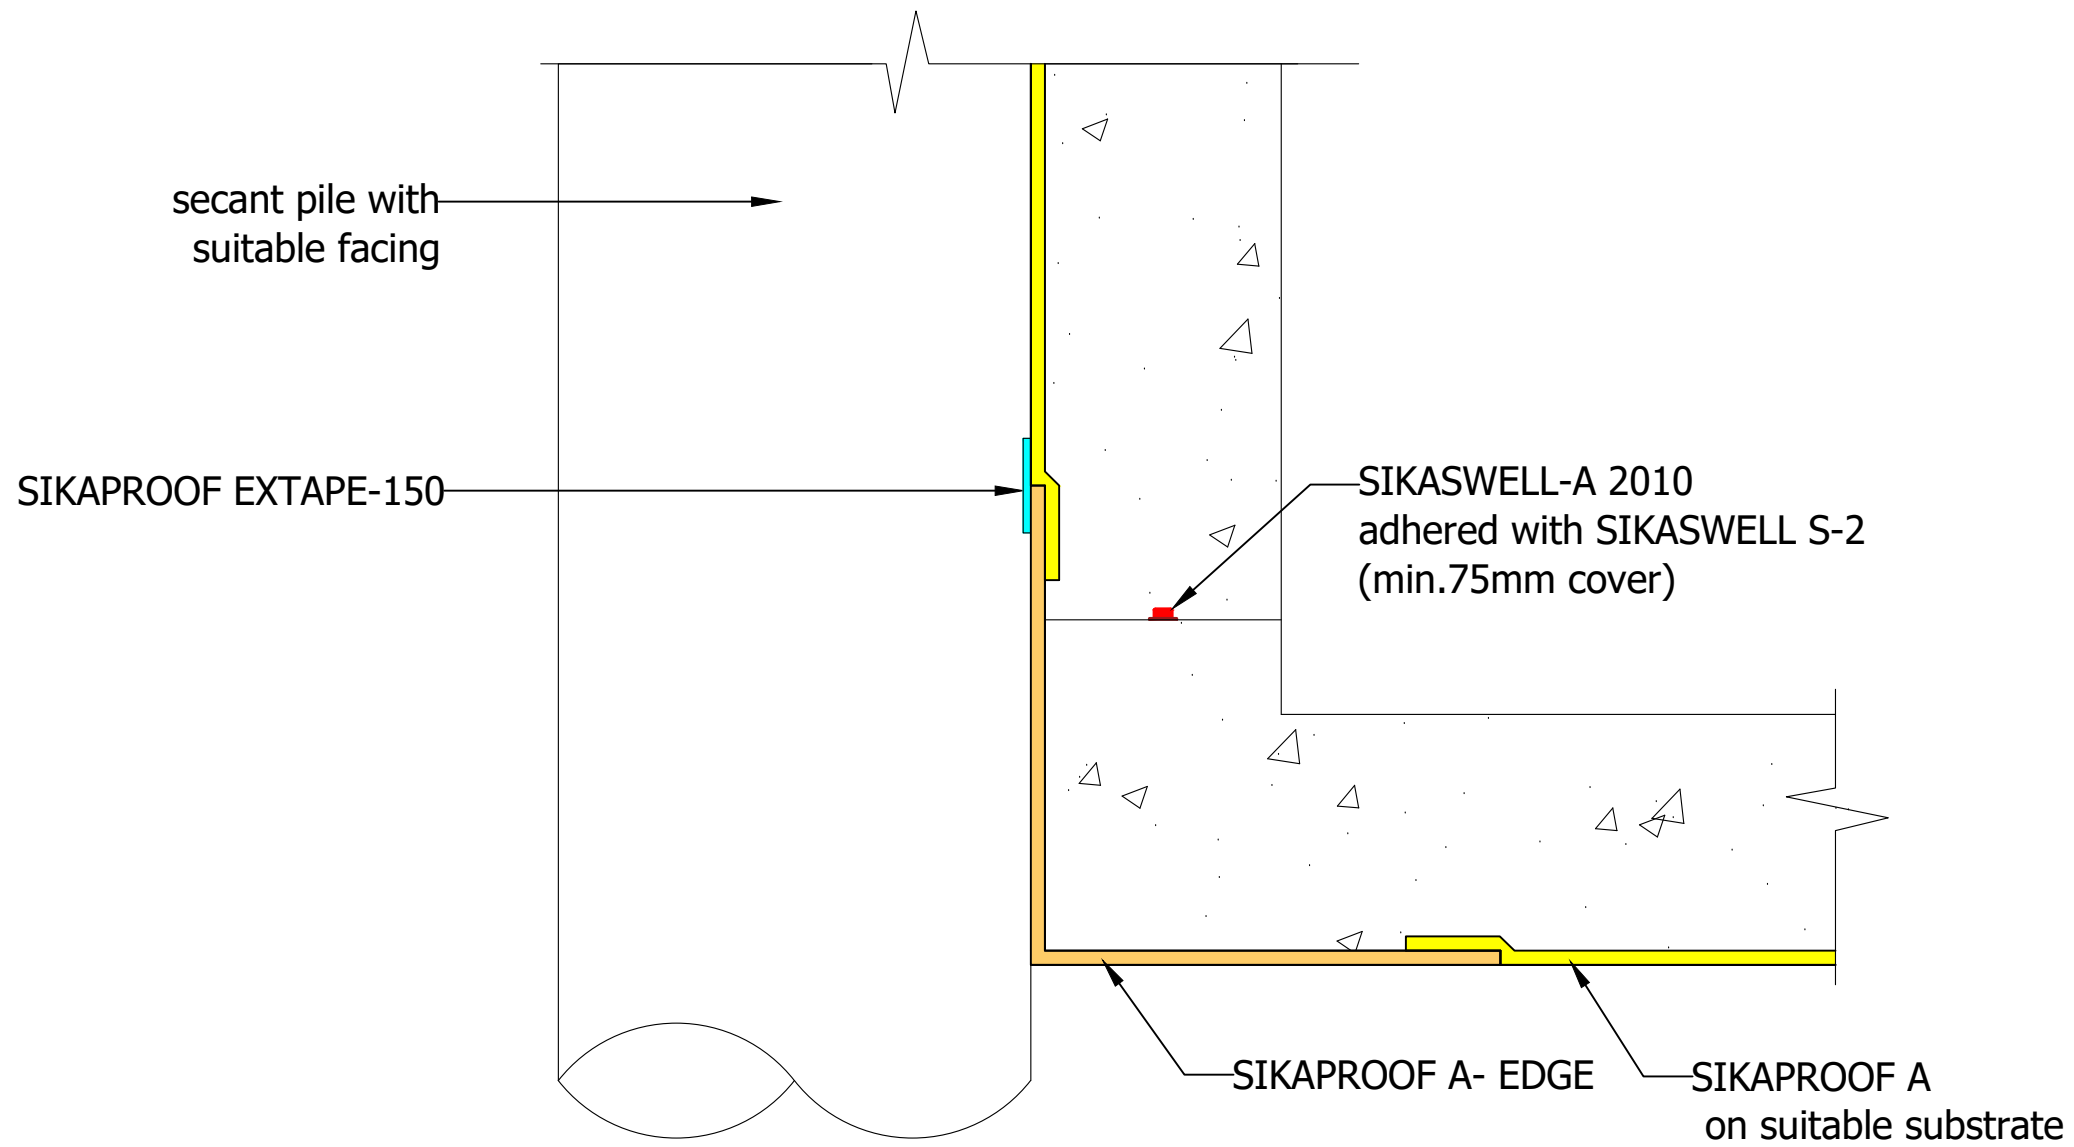 secant pile with
suitable facing
SIKAPROOF EXTAPE-150
SIKASWELL-A 2010
adhered with SIKASWELL S-2
(min.75mm cover)
SIKAPROOF A- EDGE
SIKAPROOF A
on suitable substrate